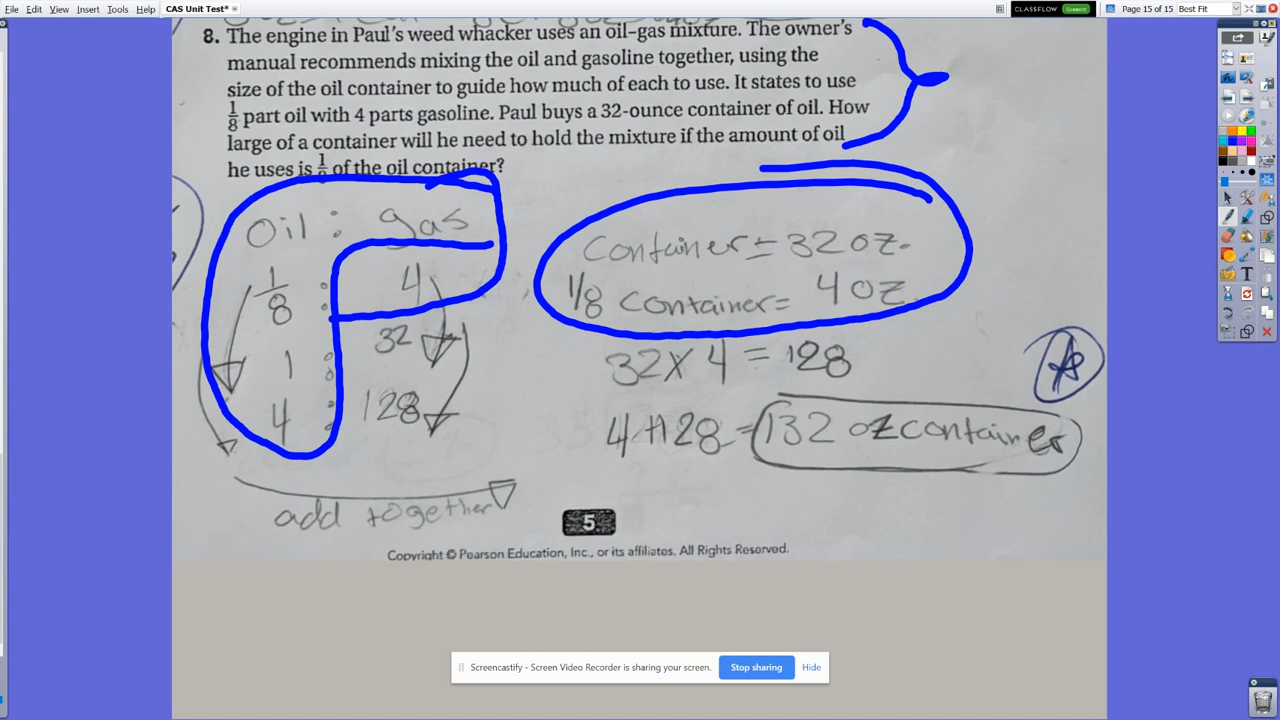 File Edit View Insert Tools Help CAS Unit Test* CLASSFLOW Connect Page 15 of 15 Best Fit
8. The engine in Paul's weed whacker uses an oil-gas mixture. The owner's
manual recommends mixing the oil and gasoline together, using the
size of the oil container to guide how much of each to use. It states to use
1/8 part oil with 4 parts gasoline. Paul buys a 32-ounce container of oil. How
large of a container will he need to hold the mixture if the amount of oil
he uses is of the oil container?
Oil : gas
1/8 : 4
1 : 32
4 : 128
add together
Container = 32 oz.
1/8 container = 4 oz.
32 x 4 = 128
4+128 = 132 oz container
5
Copyright © Pearson Education, Inc., or its affiliates. All Rights Reserved.
Screencastify - Screen Video Recorder is sharing your screen. Stop sharing Hide